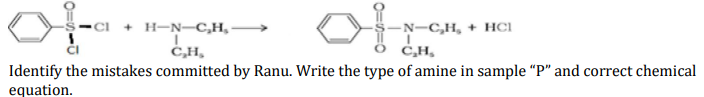 O O
S–Cl + H–N–C₂H₅ ⟶ S–N–C₂H₅ + HCl
Cl C₂H₅ O C₂H₅
Identify the mistakes committed by Ranu. Write the type of amine in sample “P” and correct chemical
equation.